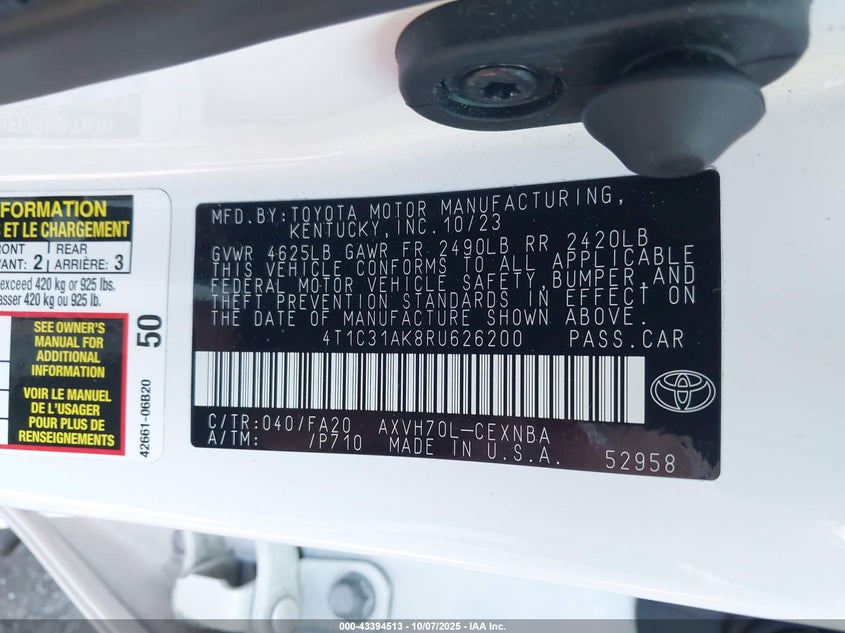 FORMATION
S ET LE CHARGEMENT
FRONT
VANT: 2
REAR
ARRIÈRE: 3
exceed 420 kg or 925 lbs.
asser 420 kg ou 925 lb.
SEE OWNER'S
MANUAL FOR
ADDITIONAL
INFORMATION
VOIR LE MANUEL
DE L'USAGER
POUR PLUS DE
RENSEIGNEMENTS
50
42661-06B20
MFD.BY:TOYOTA MOTOR MANUFACTURING,
KENTUCKY, INC. 10/23
GVWR 4625LB GAWR FR 2490LB RR 2420LB
THIS VEHICLE CONFORMS TO ALL APPLICABLE
FEDERAL MOTOR VEHICLE SAFETY,BUMPER,AND
THEFT PREVENTION STANDARDS IN EFFECT ON
THE DATE OF MANUFACTURE SHOWN ABOVE.
4T1C31AK8RU626200 PASS.CAR
C/TR:040/FA20 AXVH70L-CEXNBA
A/TM: /P710 MADE IN U.S.A.
52958
000-43394513 - 10/07/2025 - IAA Inc.